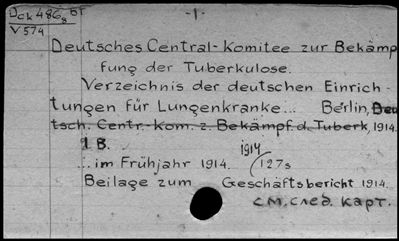 Dck 486s бг
V 574
-1-
Deutsches Central-Komitee zur Bekämp
fung der Tuberkulose.
Verzeichnis der deutschen Einrich-
tungen für Lungenkranke... Berlin, Deu
tsch. Centr.-Kom. z. Bekämpf. d. Tuberk, 1914.
1 B. 1914
... im Frühjahr 1914. 127s
Beilage zum Geschäftsbericht 1914.
см. след. карт.